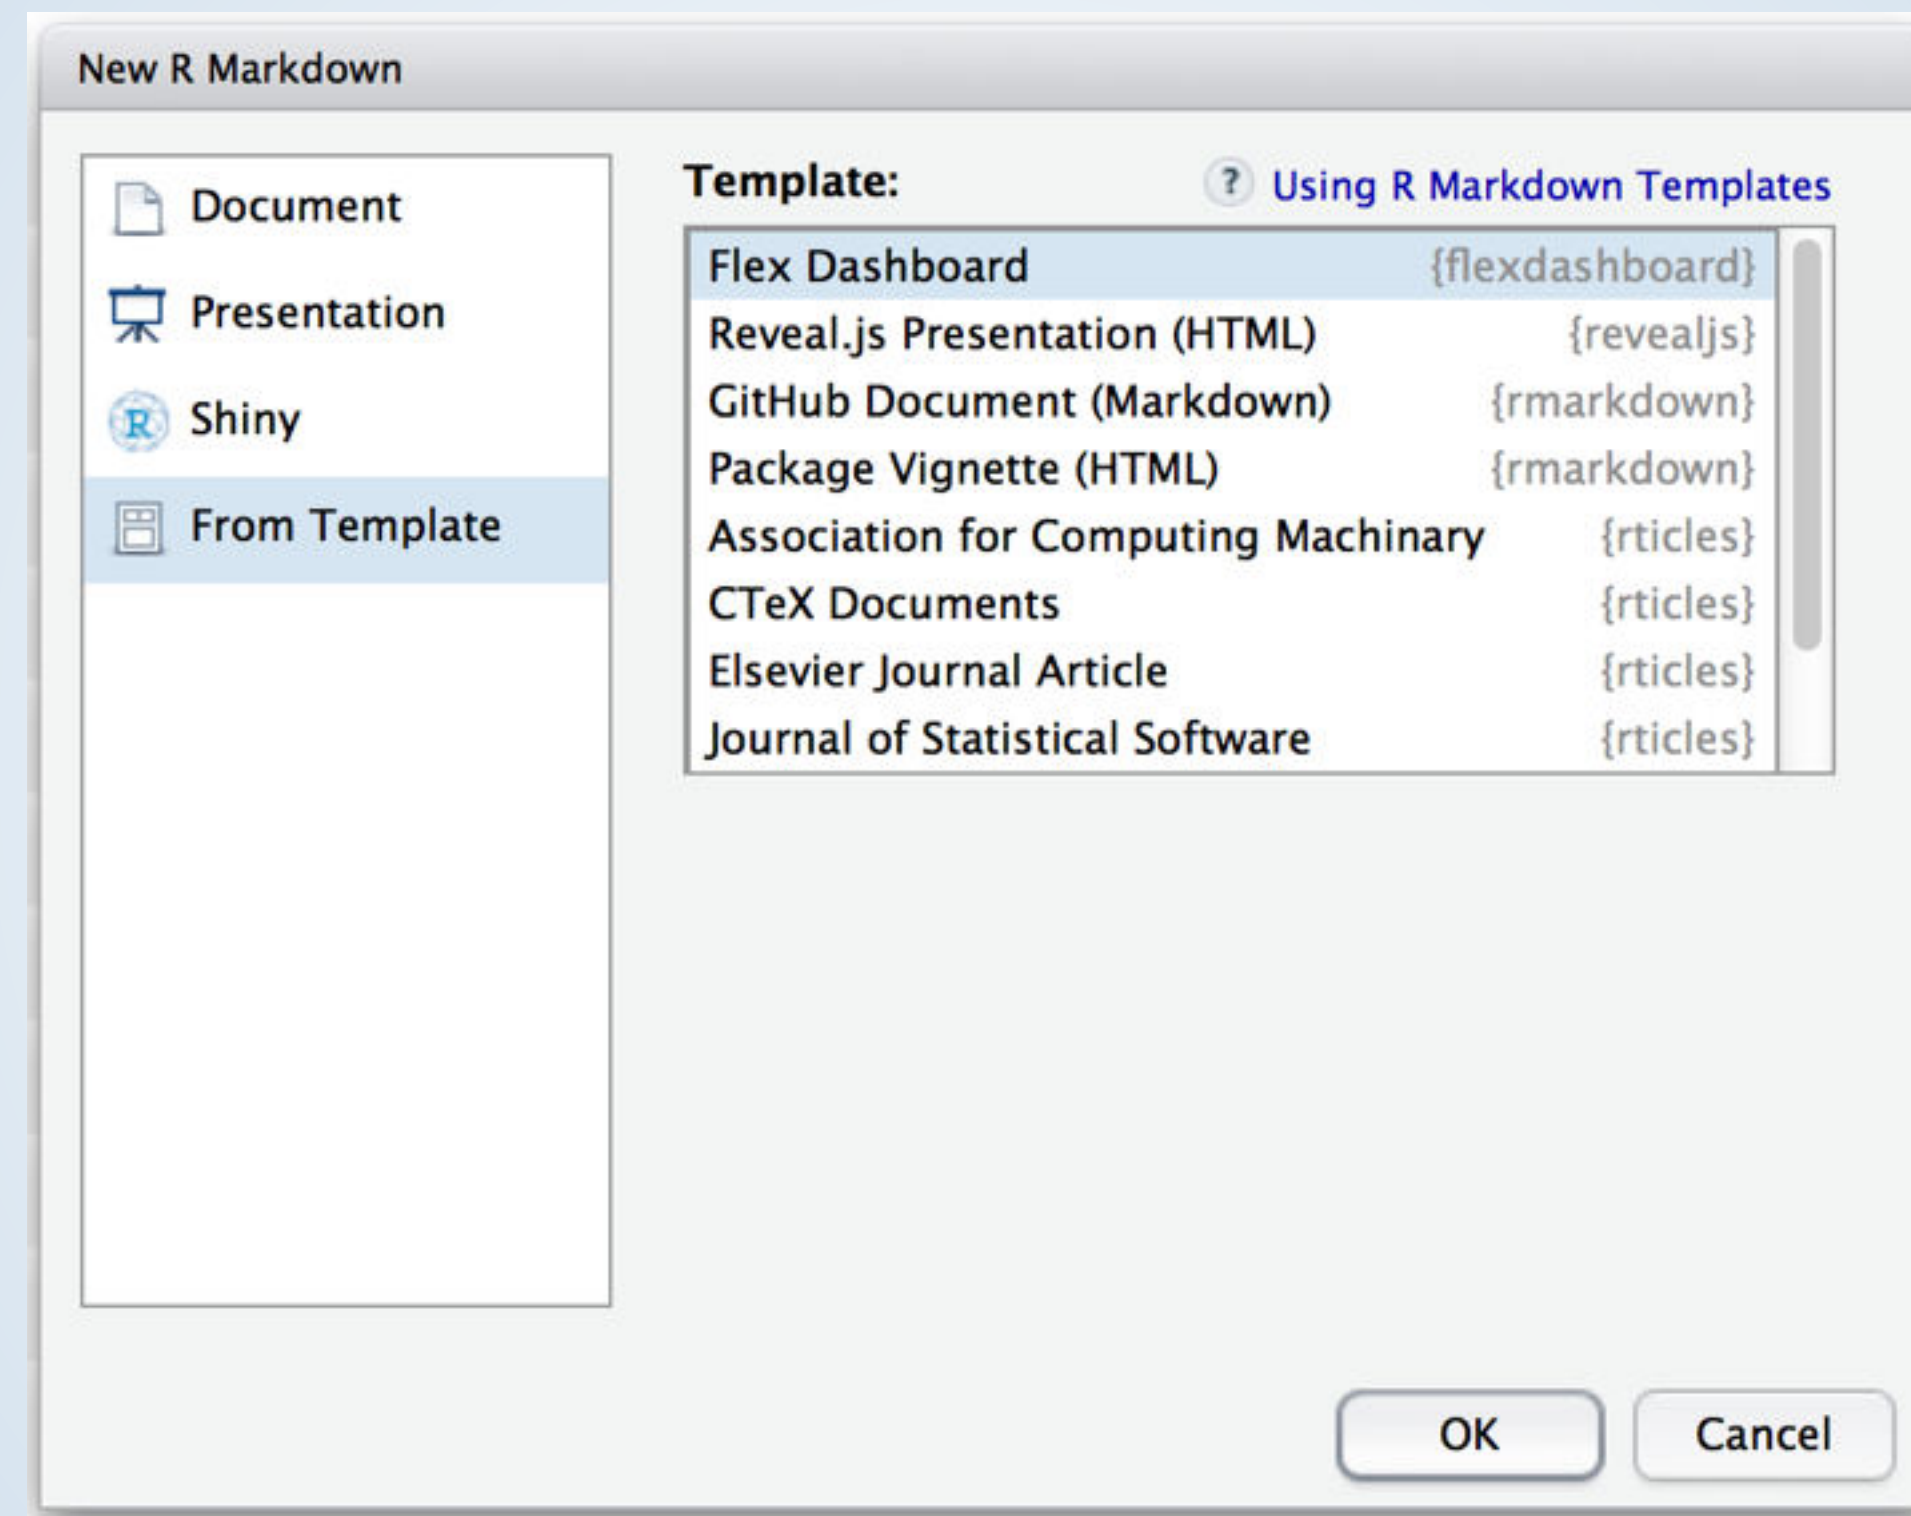 New R Markdown
Document
Presentation
Shiny
From Template
Template:
? Using R Markdown Templates
Flex Dashboard {flexdashboard}
Reveal.js Presentation (HTML) {revealjs}
GitHub Document (Markdown) {rmarkdown}
Package Vignette (HTML) {rmarkdown}
Association for Computing Machinary {rticles}
CTeX Documents {rticles}
Elsevier Journal Article {rticles}
Journal of Statistical Software {rticles}
OK Cancel